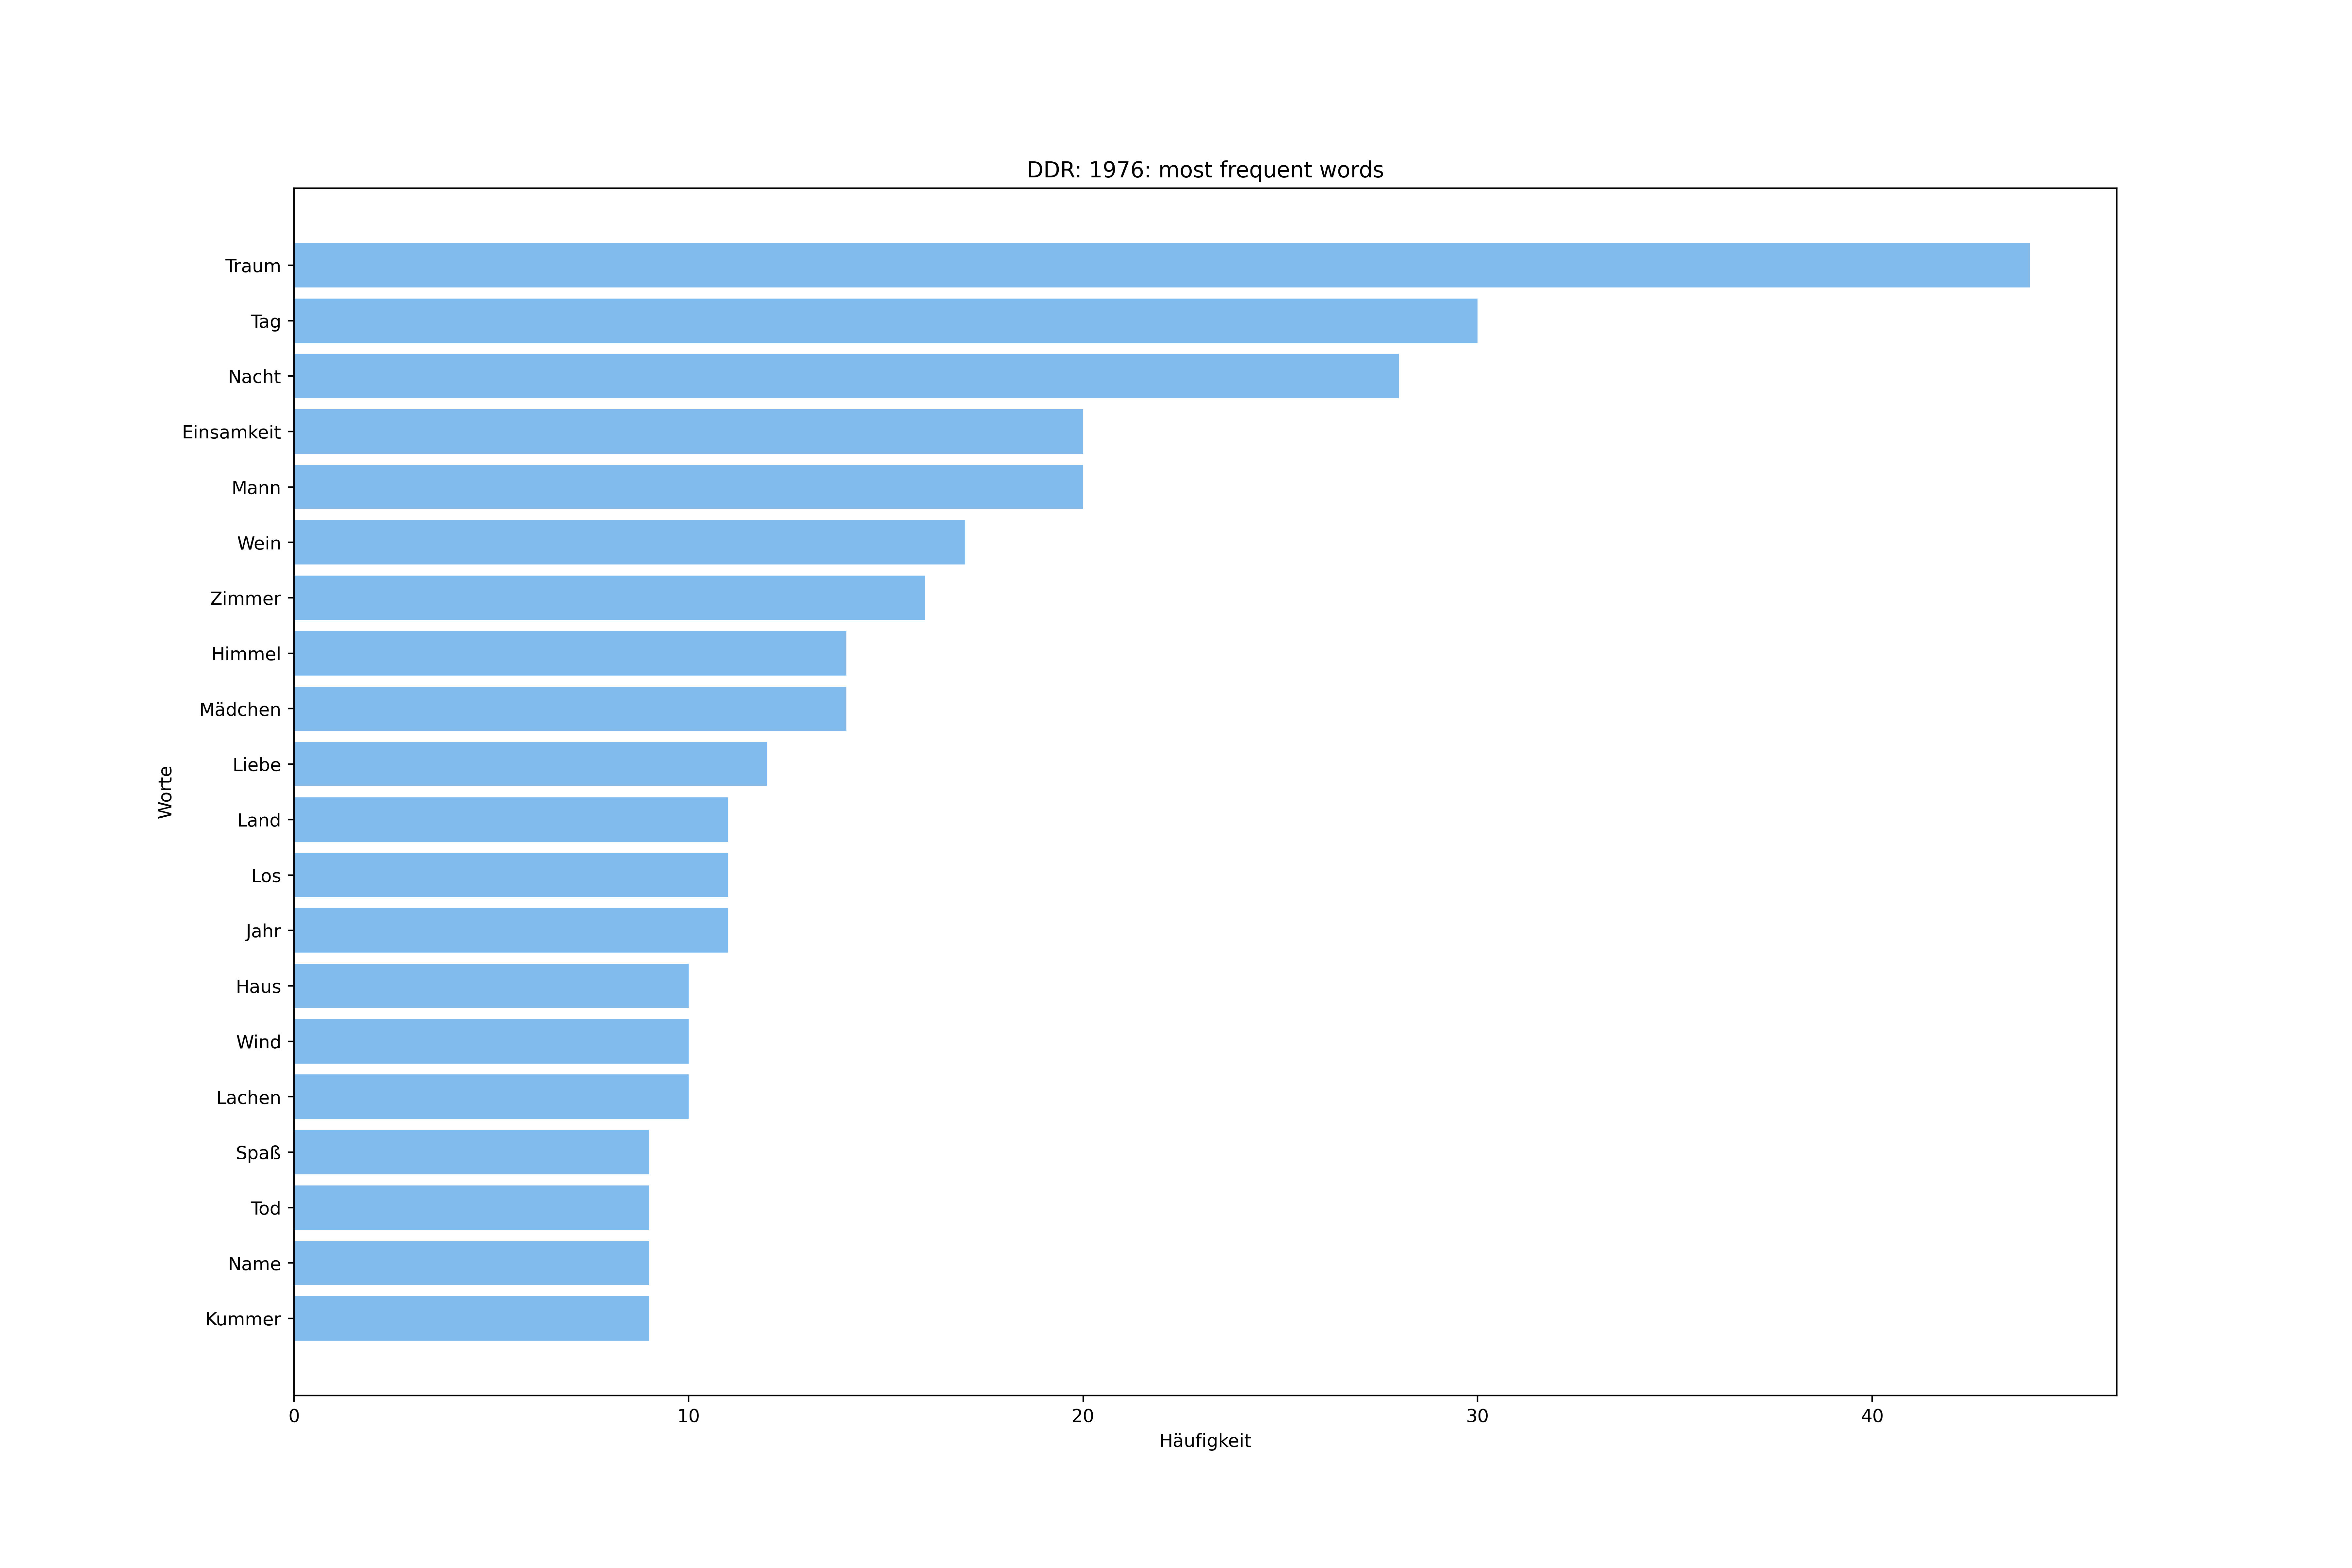 DDR: 1976: most frequent words
Traum
Tag
Nacht
Einsamkeit
Mann
Wein
Zimmer
Himmel
Mädchen
Liebe
Land
Los
Jahr
Haus
Wind
Lachen
Spaß
Tod
Name
Kummer
Worte
0 10 20 30 40
Häufigkeit